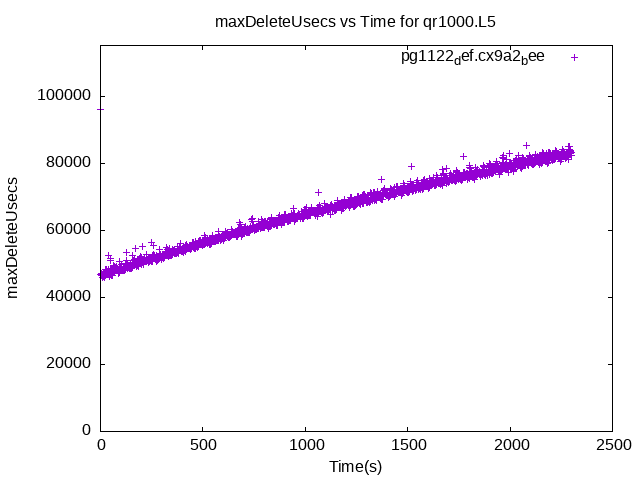 maxDeleteUsecs vs Time for qr1000.L5
pg1122_def.cx9a2_bee
100000
80000
60000
40000
20000
0
maxDeleteUsecs
0 500 1000 1500 2000 2500
Time(s)